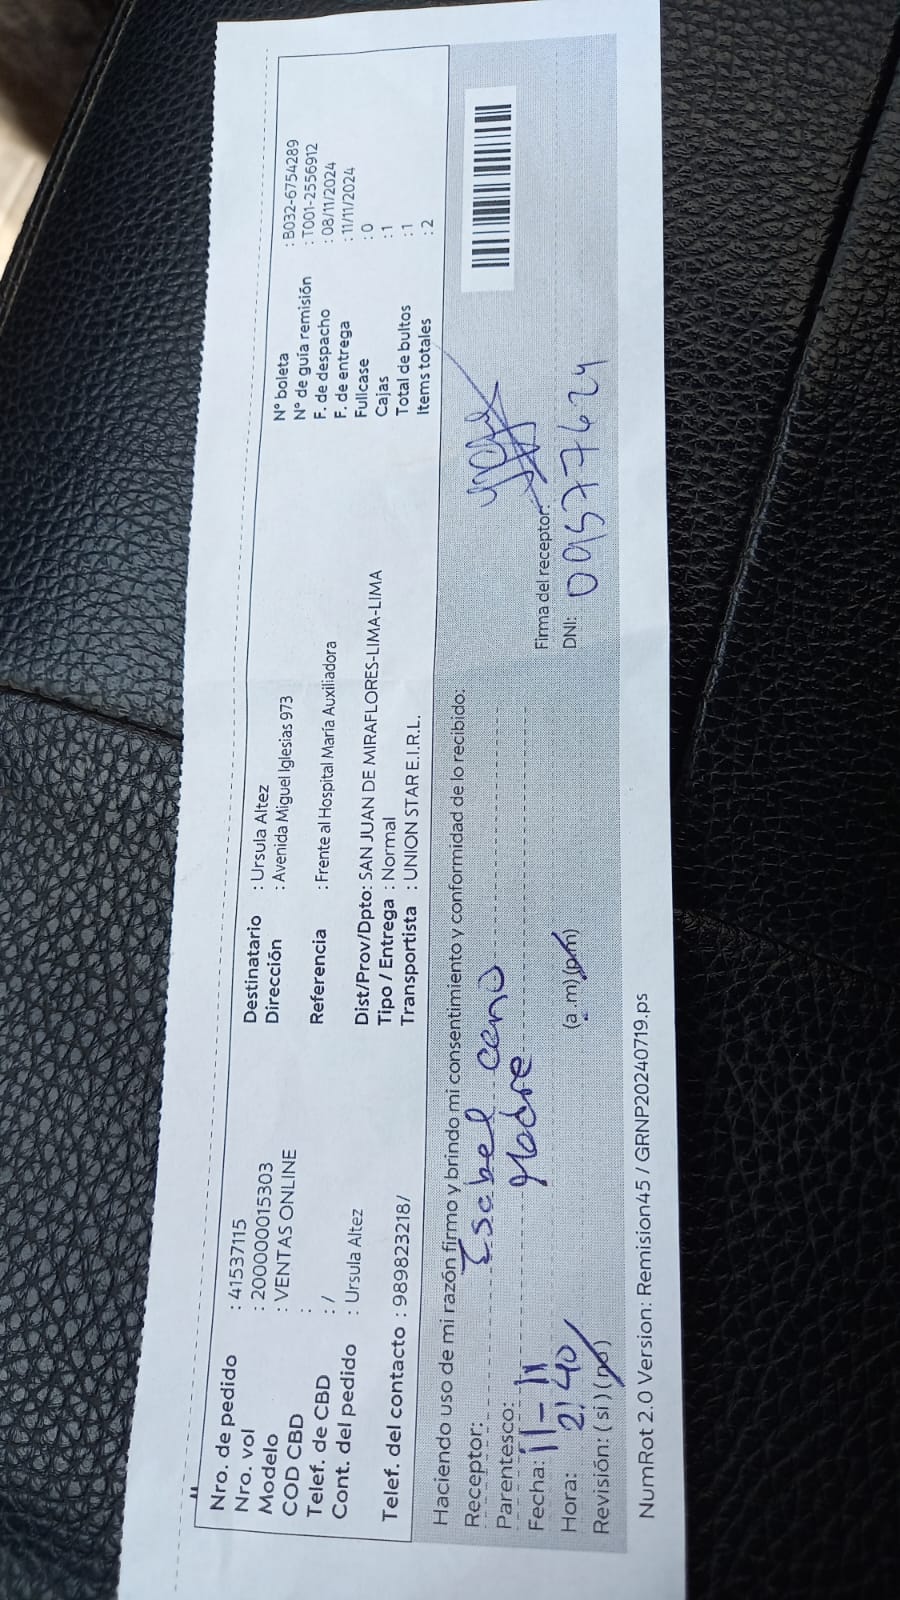 Nro. de pedido : 41537115
Nro. vol : 200000015303
Modelo : VENTAS ONLINE
COD CBD :
Telef. de CBD : /
Cont. del pedido : Ursula Altez
Telef. del contacto : 989823218/
Destinatario : Ursula Altez
Dirección : Avenida Miguel Iglesias 973
Referencia : Frente al Hospital María Auxiliadora
Dist/Prov/Dpto: SAN JUAN DE MIRAFLORES-LIMA-LIMA
Tipo / Entrega : Normal
Transportista : UNION STAR E.I.R.L.
N° boleta : B032-6754289
N° de guía remisión : T001-2556912
F. de despacho : 08/11/2024
F. de entrega : 11/11/2024
Fullcase : 0
Cajas : 1
Total de bultos : 1
Items totales : 2
Haciendo uso de mi razón firmo y brindo mi consentimiento y conformidad de lo recibido:
Receptor: Isabel cano
Parentesco: Madre
Fecha: 11-11
Hora: 2:40 (a.m) (pm)
Revisión: ( si ) ( no )
Firma del receptor:
DNI: 09577624
NumRot 2.0 Version: Remision45 / GRNP20240719.ps